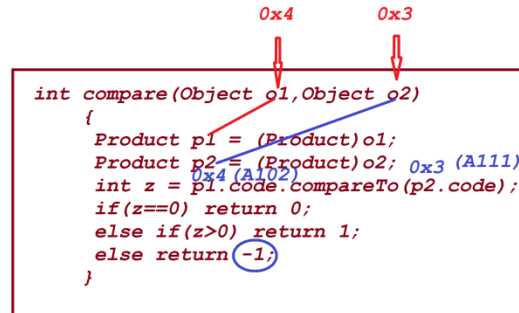 0x4 0x3
int compare(Object o1,Object o2)
{
Product p1 = (Product)o1;
Product p2 = (Product)o2; 0x3 (A111)
0x4 (A102)
int z = p1.code.compareTo(p2.code);
if(z==0) return 0;
else if(z>0) return 1;
else return -1;
}